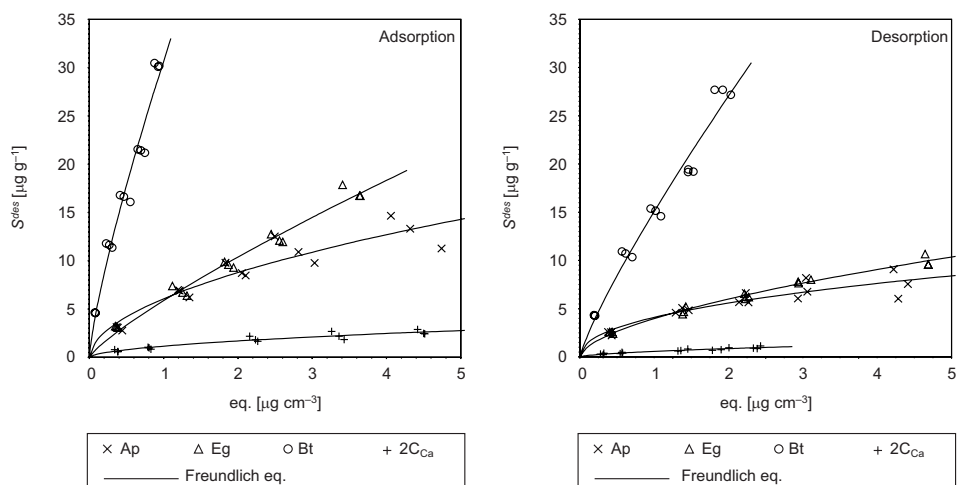 Adsorption
S^des [µg g⁻¹]
35
30
25
20
15
10
5
0
0 1 2 3 4 5
eq. [µg cm⁻³]
× Ap △ Eg ○ Bt + 2C_Ca
Freundlich eq.
Desorption
S^des [µg g⁻¹]
35
30
25
20
15
10
5
0
0 1 2 3 4 5
eq. [µg cm⁻³]
× Ap △ Eg ○ Bt + 2C_Ca
Freundlich eq.